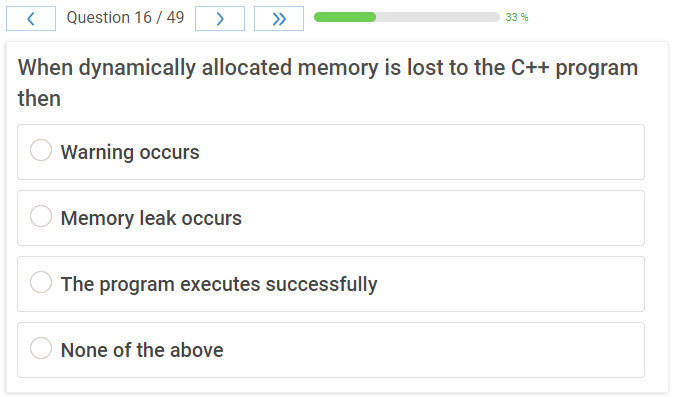 Question 16 / 49
33 %
When dynamically allocated memory is lost to the C++ program
then
Warning occurs
Memory leak occurs
The program executes successfully
None of the above